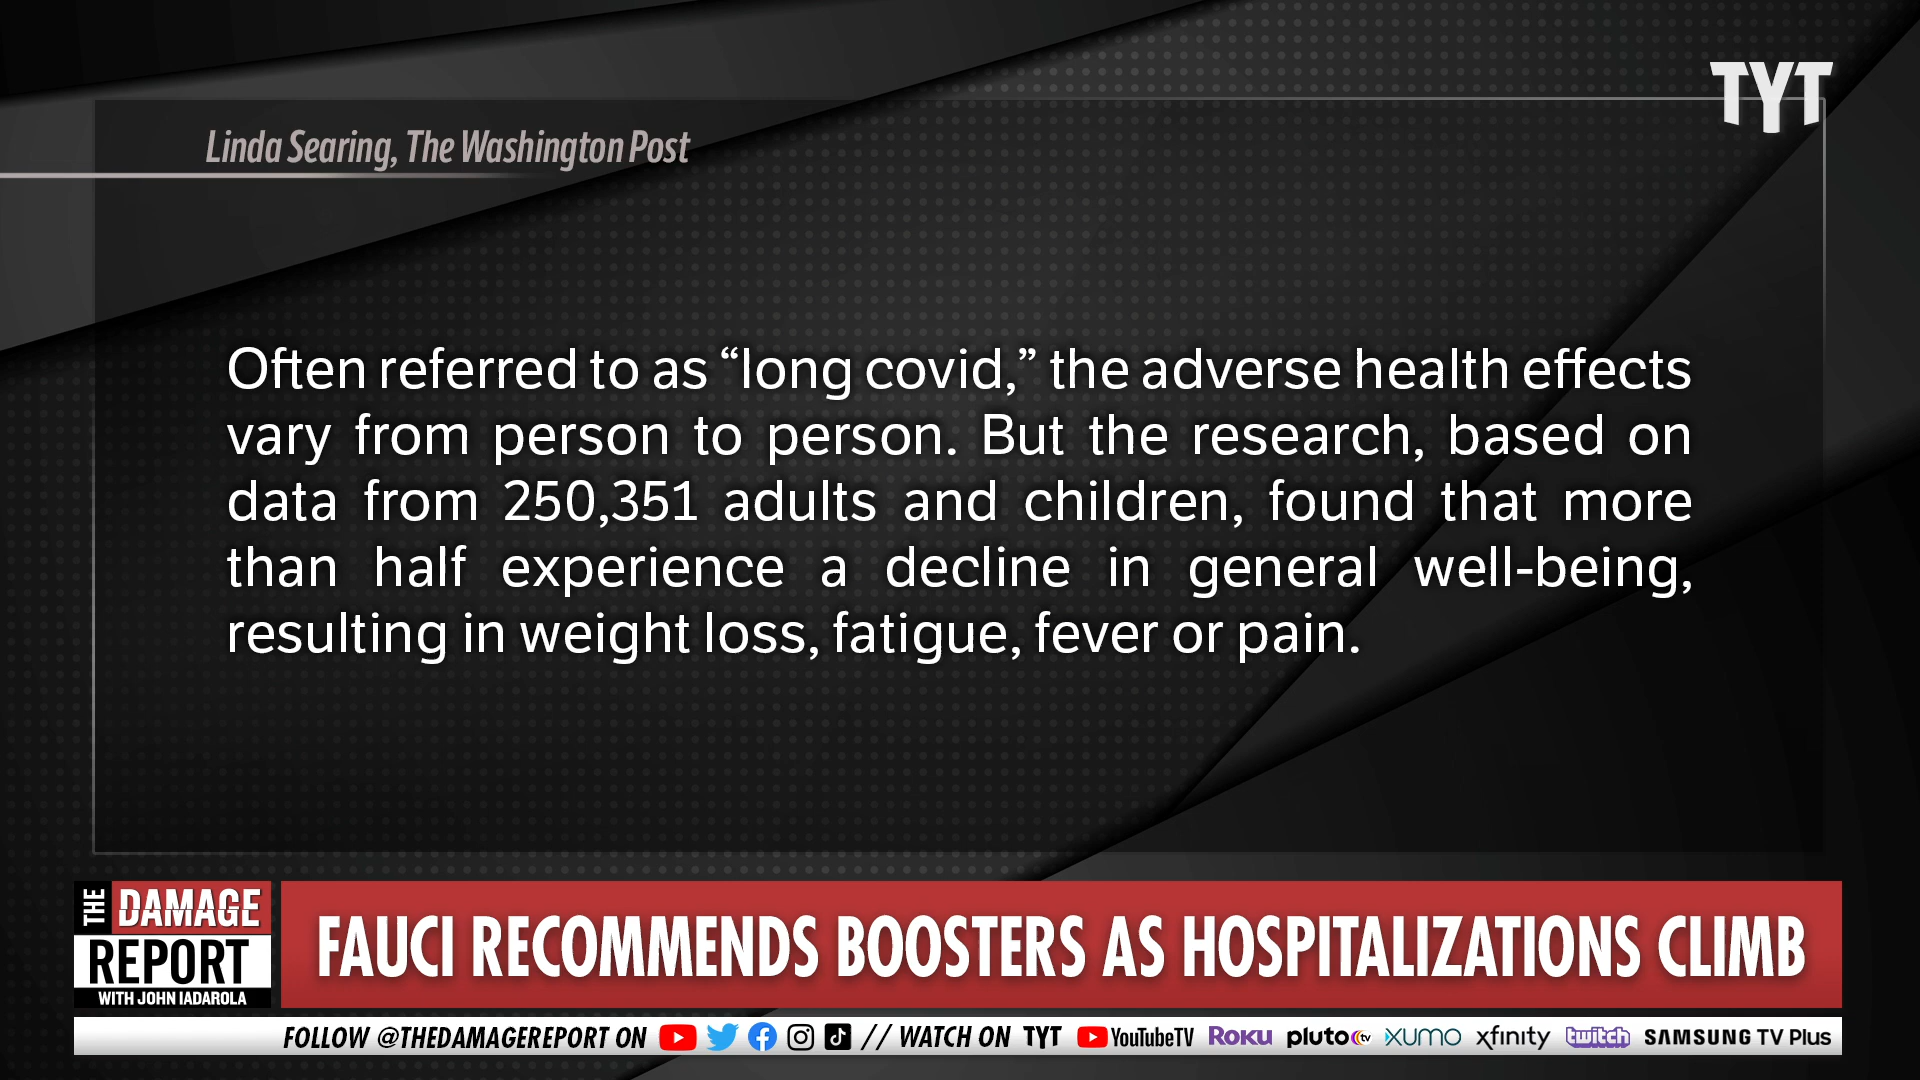 TYT
Linda Searing, The Washington Post
Often referred to as “long covid,” the adverse health effects
vary from person to person. But the research, based on
data from 250,351 adults and children, found that more
than half experience a decline in general well-being,
resulting in weight loss, fatigue, fever or pain.
THE DAMAGE
REPORT
WITH JOHN IADAROLA
FAUCI RECOMMENDS BOOSTERS AS HOSPITALIZATIONS CLIMB
FOLLOW @THEDAMAGEREPORT ON // WATCH ON TYT YouTubeTV ROKU pluto tv XUMO xfinity twitch SAMSUNG TV Plus